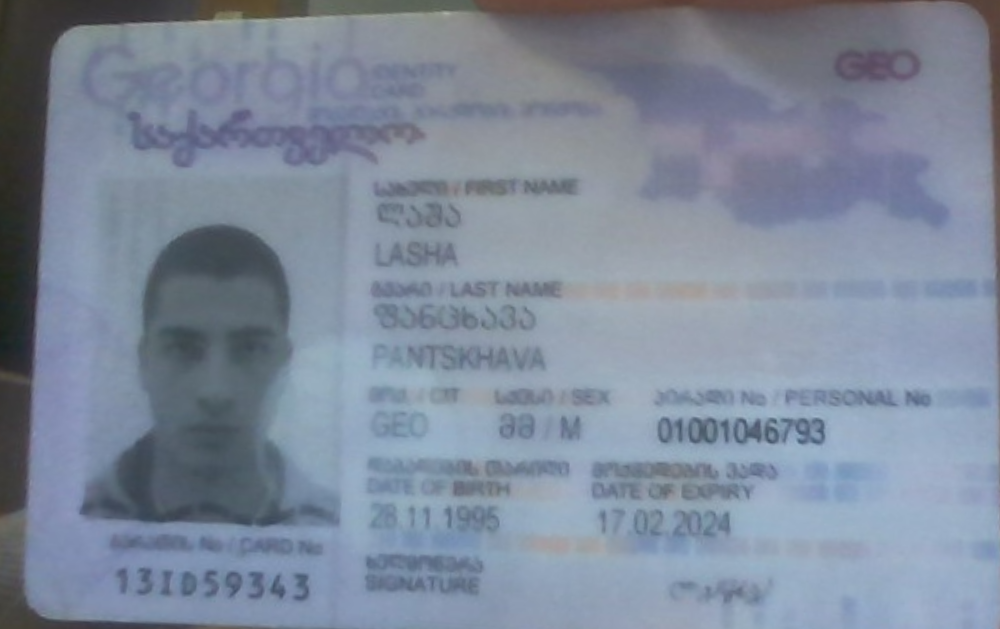 Georgia IDENTITY CARD
GEO
საქართველო
სახელი / FIRST NAME
ლაშა
LASHA
გვარი / LAST NAME
ფანცხავა
PANTSKHAVA
მოქ. / CIT სქესი / SEX პირადი No / PERSONAL No
GEO მმ / M 01001046793
დაბადების თარიღი მოქმედების ვადა
DATE OF BIRTH DATE OF EXPIRY
28.11.1995 17.02.2024
ბარათის No / CARD No
13ID59343
ხელმოწერა
SIGNATURE